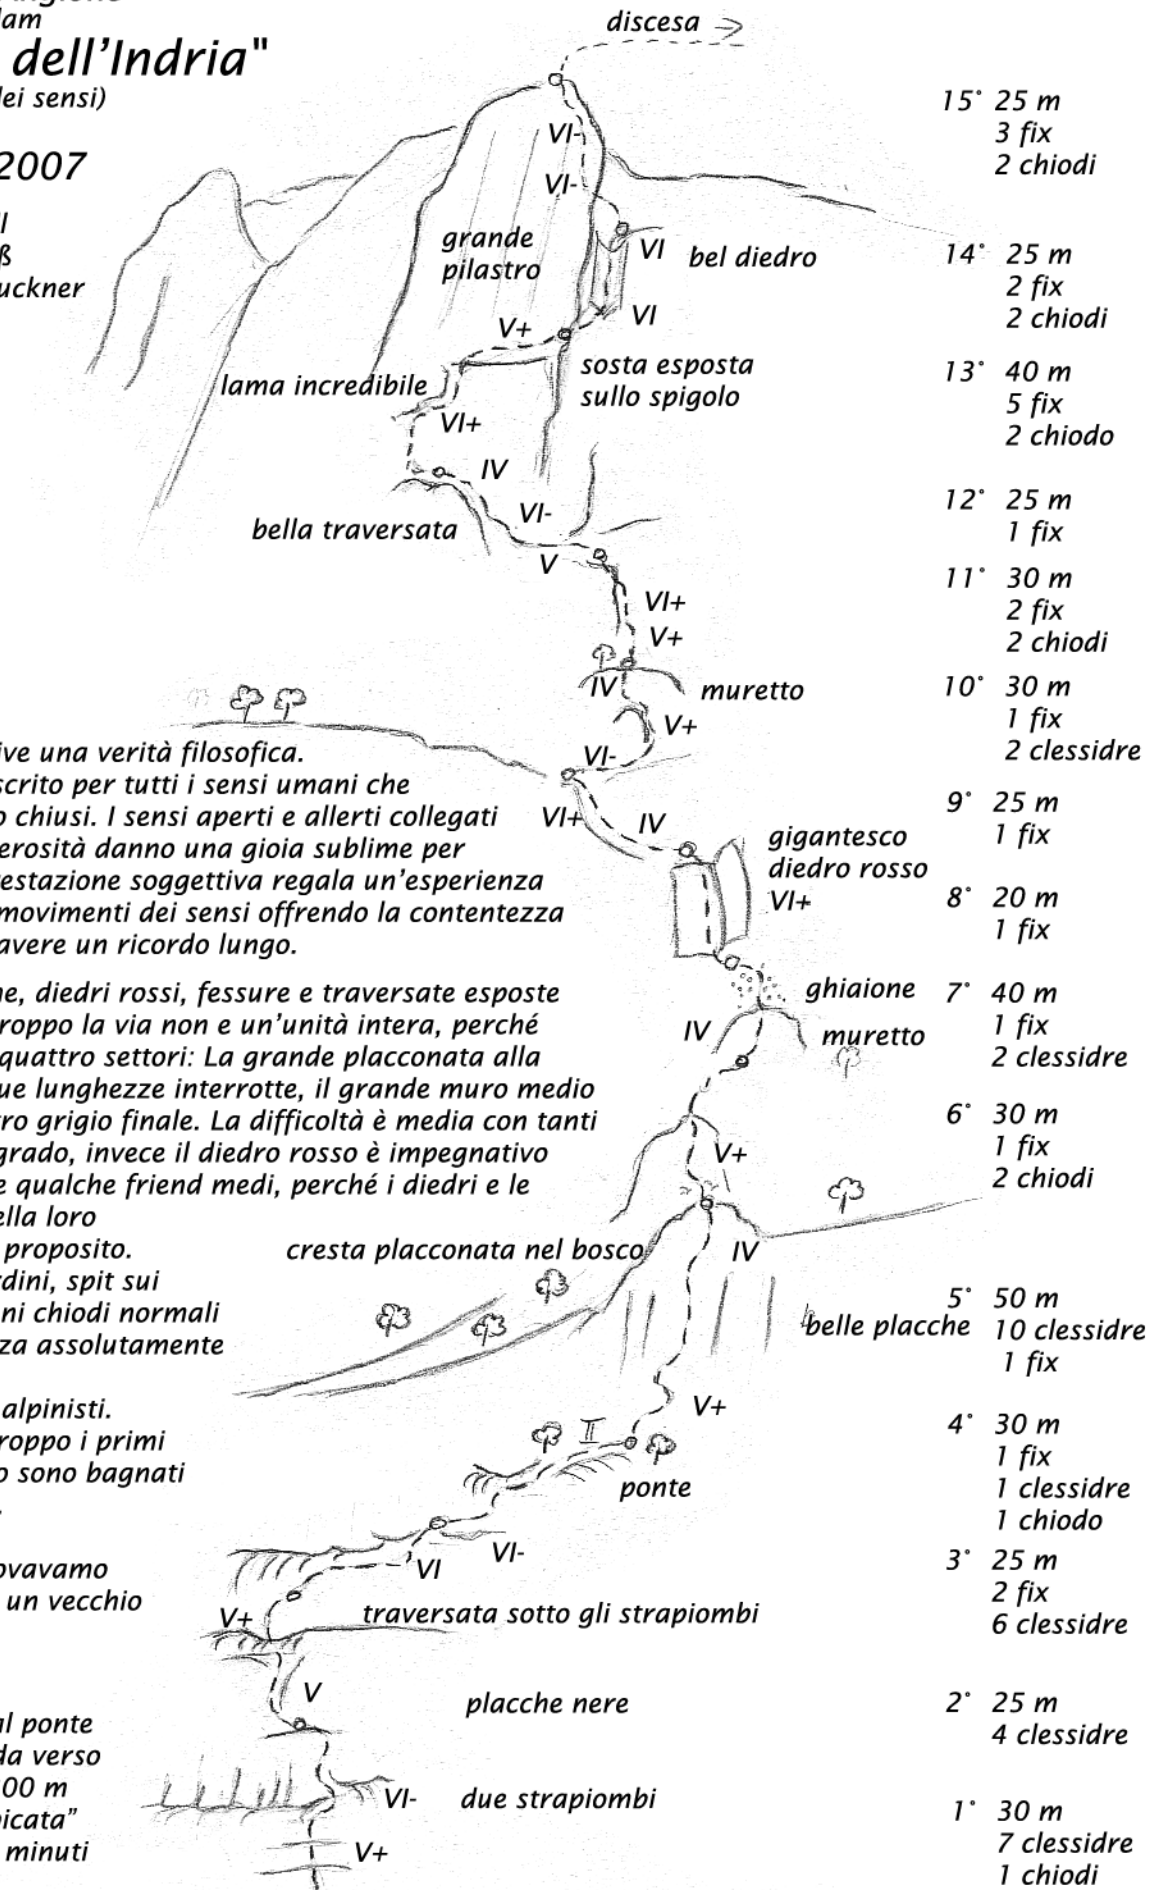 dell'Indria"
dei sensi)
2007
uckner
ive una verità filosofica.
scrito per tutti i sensi umani che
o chiusi. I sensi aperti e allerti collegati
erosità danno una gioia sublime per
restazione soggettiva regala un'esperienza
movimenti dei sensi offrendo la contentezza
avere un ricordo lungo.
ne, diedri rossi, fessure e traversate esposte
roppo la via non e un'unità intera, perché
quattro settori: La grande placconata alla
ue lunghezze interrotte, il grande muro medio
ro grigio finale. La difficoltà è media con tanti
grado, invece il diedro rosso è impegnativo
e qualche friend medi, perché i diedri e le
ella loro
proposito.
rdini, spit sui
ni chiodi normali
za assolutamente
alpinisti.
roppo i primi
o sono bagnati
ovavamo
un vecchio
al ponte
da verso
00 m
picata"
minuti
discesa
VI-
VI-
grande
pilastro
VI
bel diedro
VI
V+
sosta esposta
sullo spigolo
lama incredibile
VI+
IV
VI-
bella traversata
V
VI+
V+
IV
muretto
V+
VI-
VI+
IV
gigantesco
diedro rosso
VI+
ghiaione
IV
muretto
V+
cresta placconata nel bosco
IV
belle placche
V+
II
ponte
VI-
VI
V+
traversata sotto gli strapiombi
V
placche nere
VI-
due strapiombi
V+
15° 25 m
3 fix
2 chiodi
14° 25 m
2 fix
2 chiodi
13° 40 m
5 fix
2 chiodo
12° 25 m
1 fix
11° 30 m
2 fix
2 chiodi
10° 30 m
1 fix
2 clessidre
9° 25 m
1 fix
8° 20 m
1 fix
7° 40 m
1 fix
2 clessidre
6° 30 m
1 fix
2 chiodi
5° 50 m
10 clessidre
1 fix
4° 30 m
1 fix
1 clessidre
1 chiodo
3° 25 m
2 fix
6 clessidre
2° 25 m
4 clessidre
1° 30 m
7 clessidre
1 chiodi